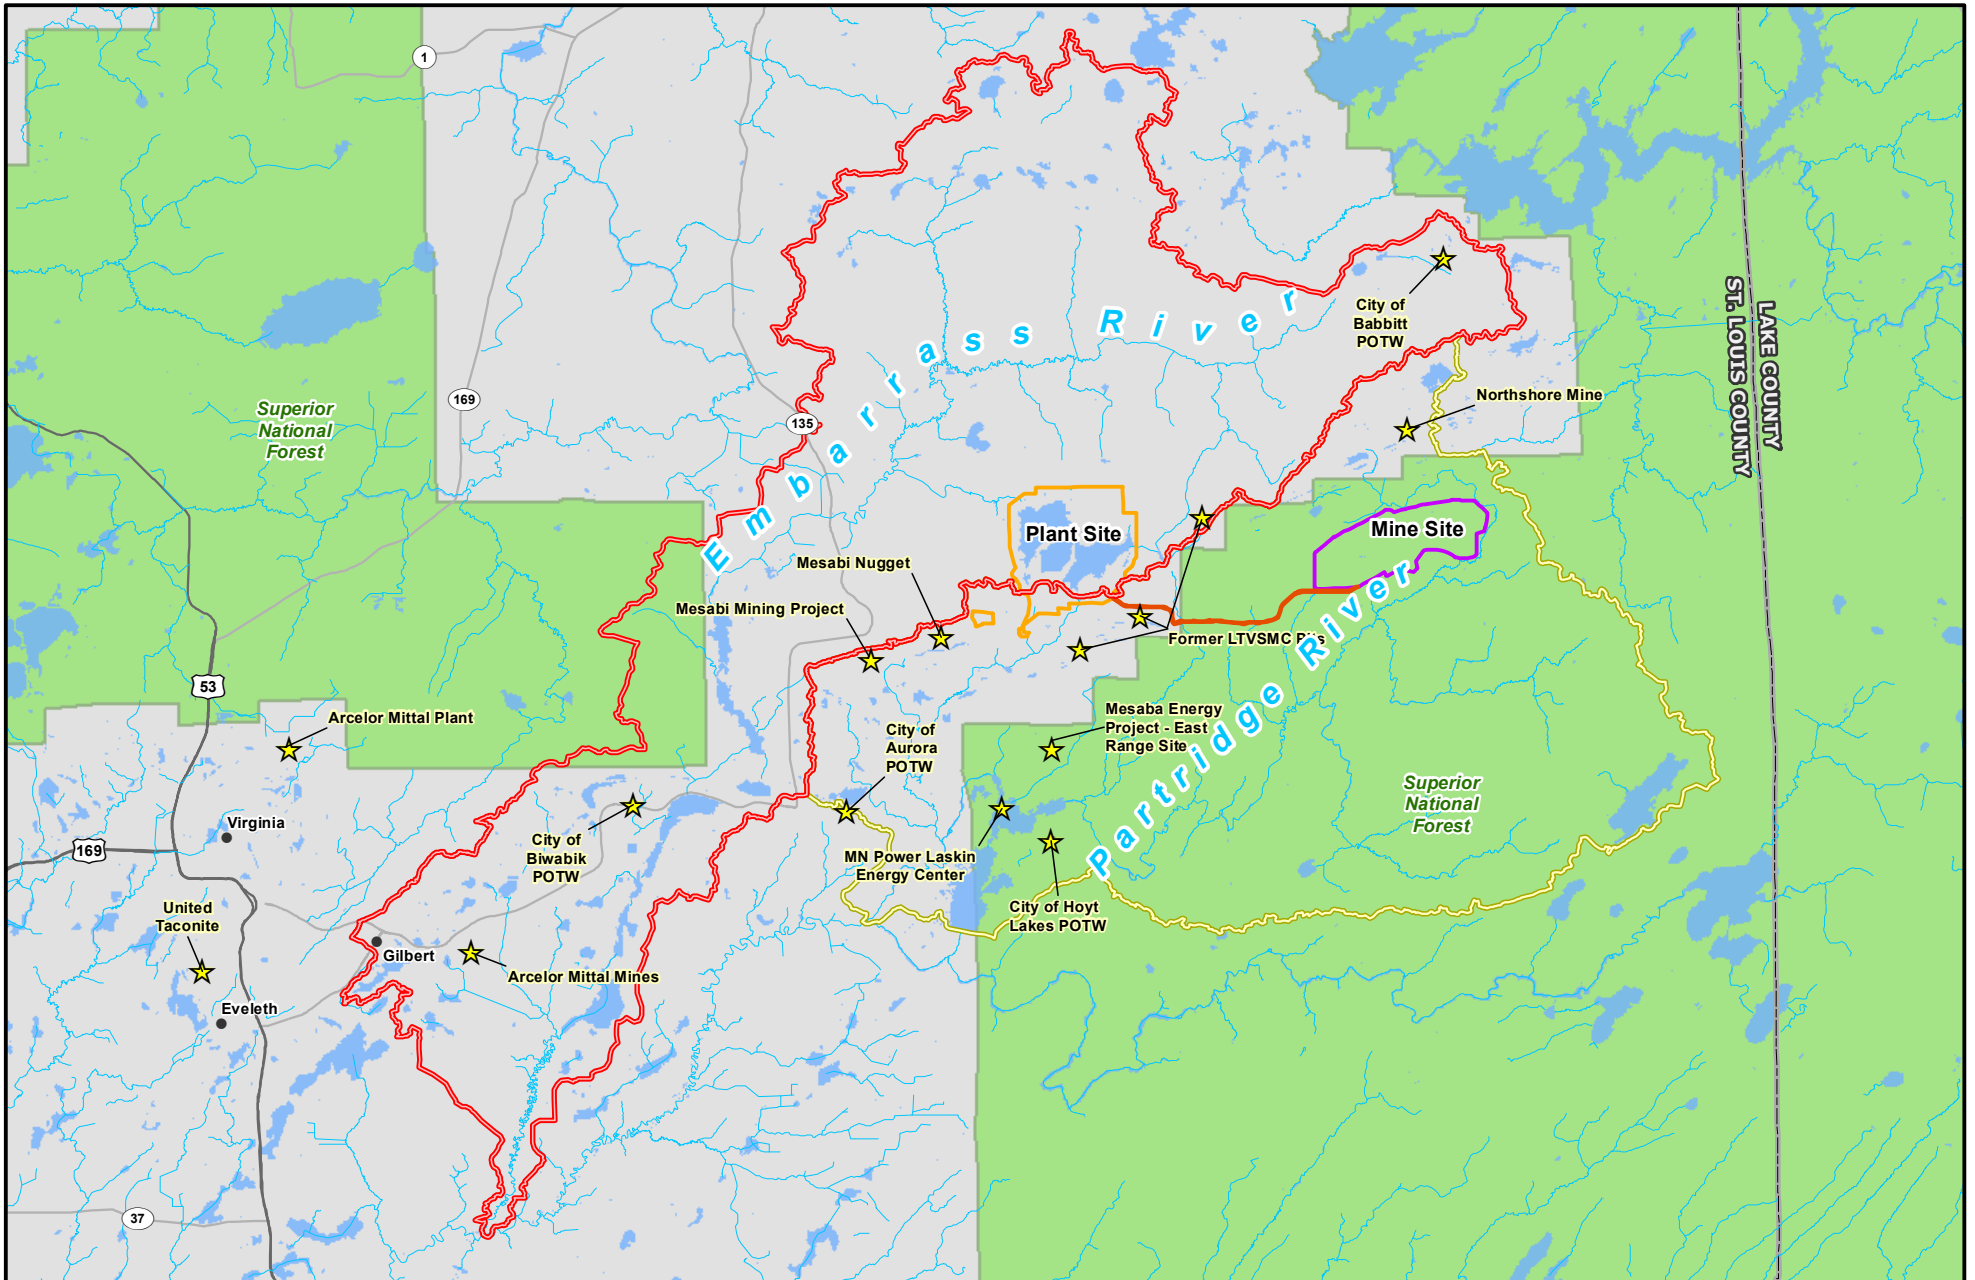 1
169
135
53
169
37
Superior
National
Forest
Embarrass River
City of
Babbitt
POTW
Northshore Mine
LAKE COUNTY
ST. LOUIS COUNTY
Plant Site
Mine Site
Mesabi Nugget
Mesabi Mining Project
Former LTVSMC Pits
Partridge River
Arcelor Mittal Plant
City of
Aurora
POTW
Mesaba Energy
Project - East
Range Site
Superior
National
Forest
Virginia
City of
Biwabik
POTW
MN Power Laskin
Energy Center
City of Hoyt
Lakes POTW
United
Taconite
Gilbert
Arcelor Mittal Mines
Eveleth